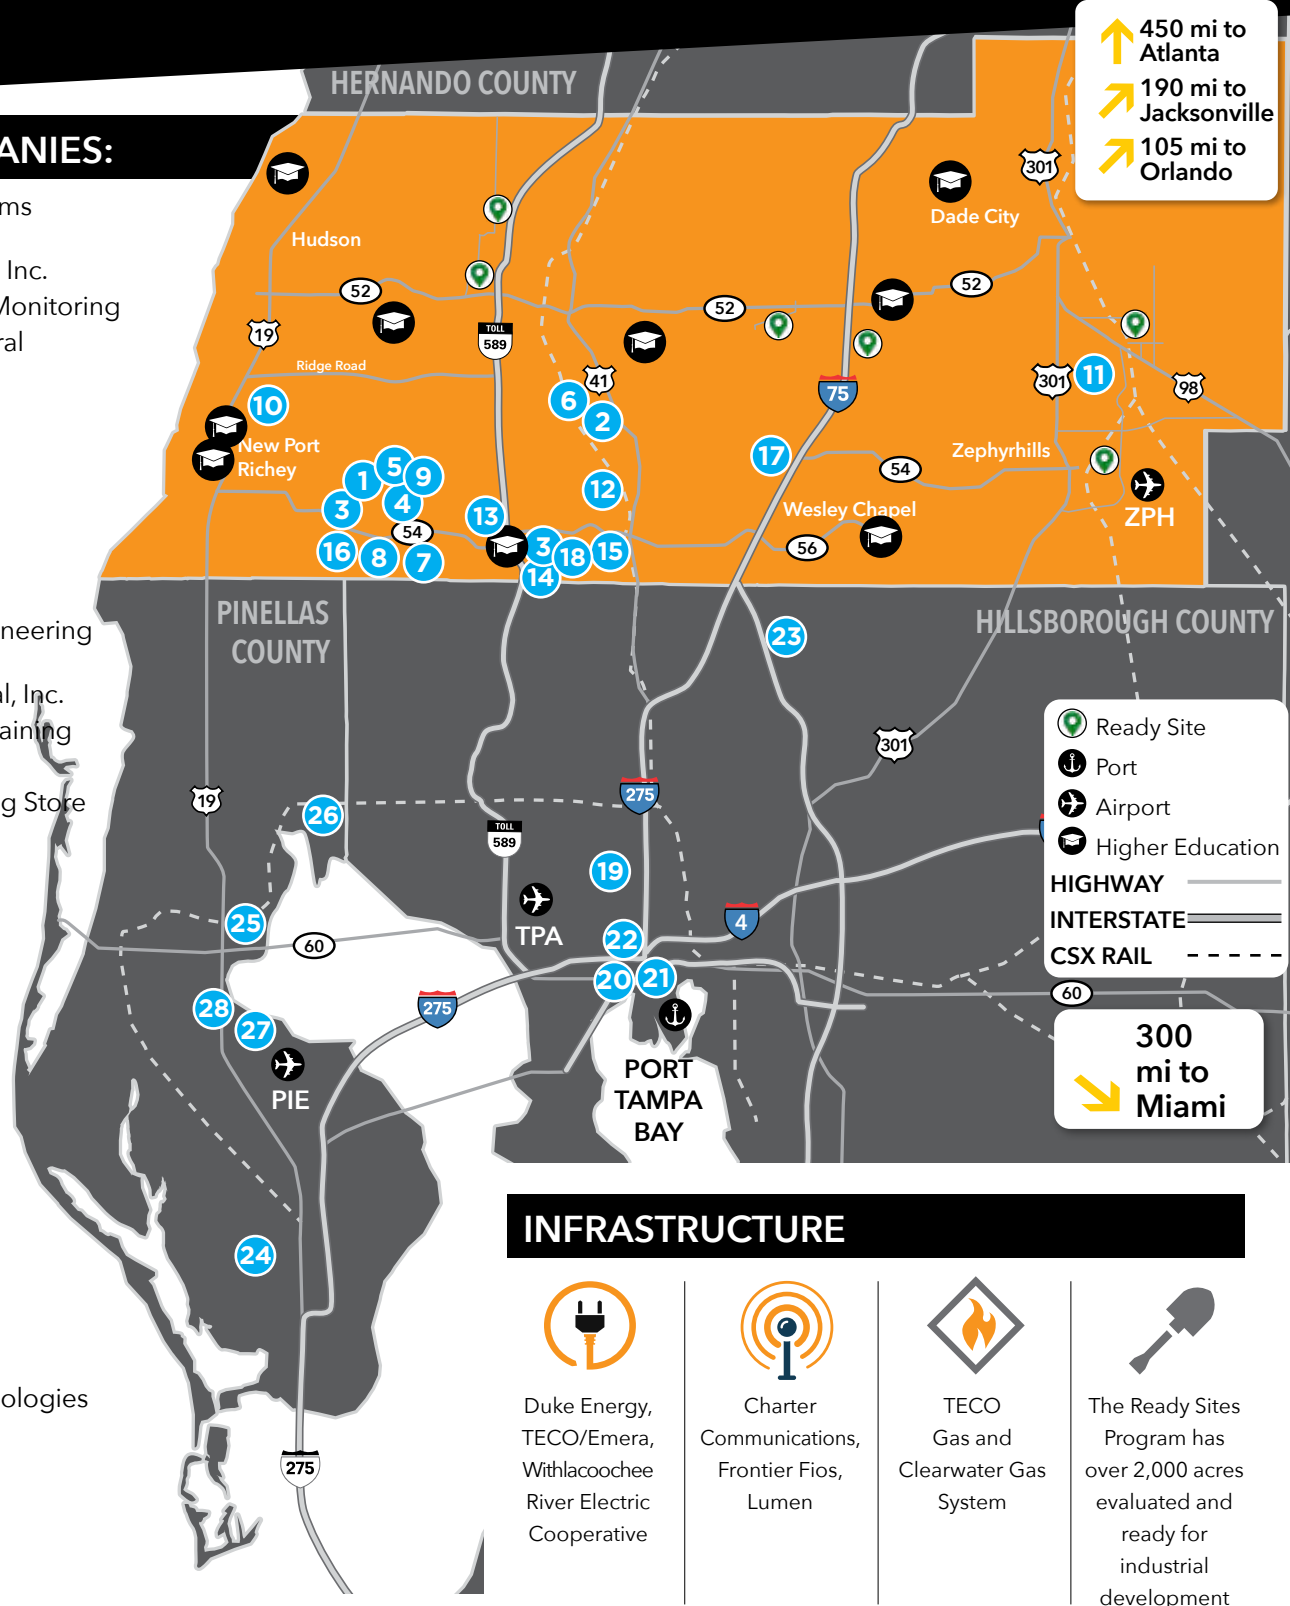 450 mi to
Atlanta
190 mi to
Jacksonville
105 mi to
Orlando
HERNANDO COUNTY
ANIES:
ms
Inc.
Monitoring
ral
neering
al, Inc.
aining
g Store
ologies
301
Dade City
Hudson
52
52
52
19
TOLL
589
Ridge Road
41
75
301
11
98
10
6
2
New Port
Richey
17
54
Zephyrhills
5
9
1
4
12
3
13
Wesley Chapel
ZPH
54
3
16
8
7
18
15
56
14
PINELLAS
COUNTY
HILLSBOROUGH COUNTY
23
301
Ready Site
Port
Airport
Higher Education
HIGHWAY
INTERSTATE
CSX RAIL
19
26
275
TOLL
589
19
25
60
TPA
22
4
20
21
60
28
27
275
PIE
PORT
TAMPA
BAY
300
mi to
Miami
24
275
INFRASTRUCTURE
Duke Energy,
TECO/Emera,
Withlacoochee
River Electric
Cooperative
Charter
Communications,
Frontier Fios,
Lumen
TECO
Gas and
Clearwater Gas
System
The Ready Sites
Program has
over 2,000 acres
evaluated and
ready for
industrial
development